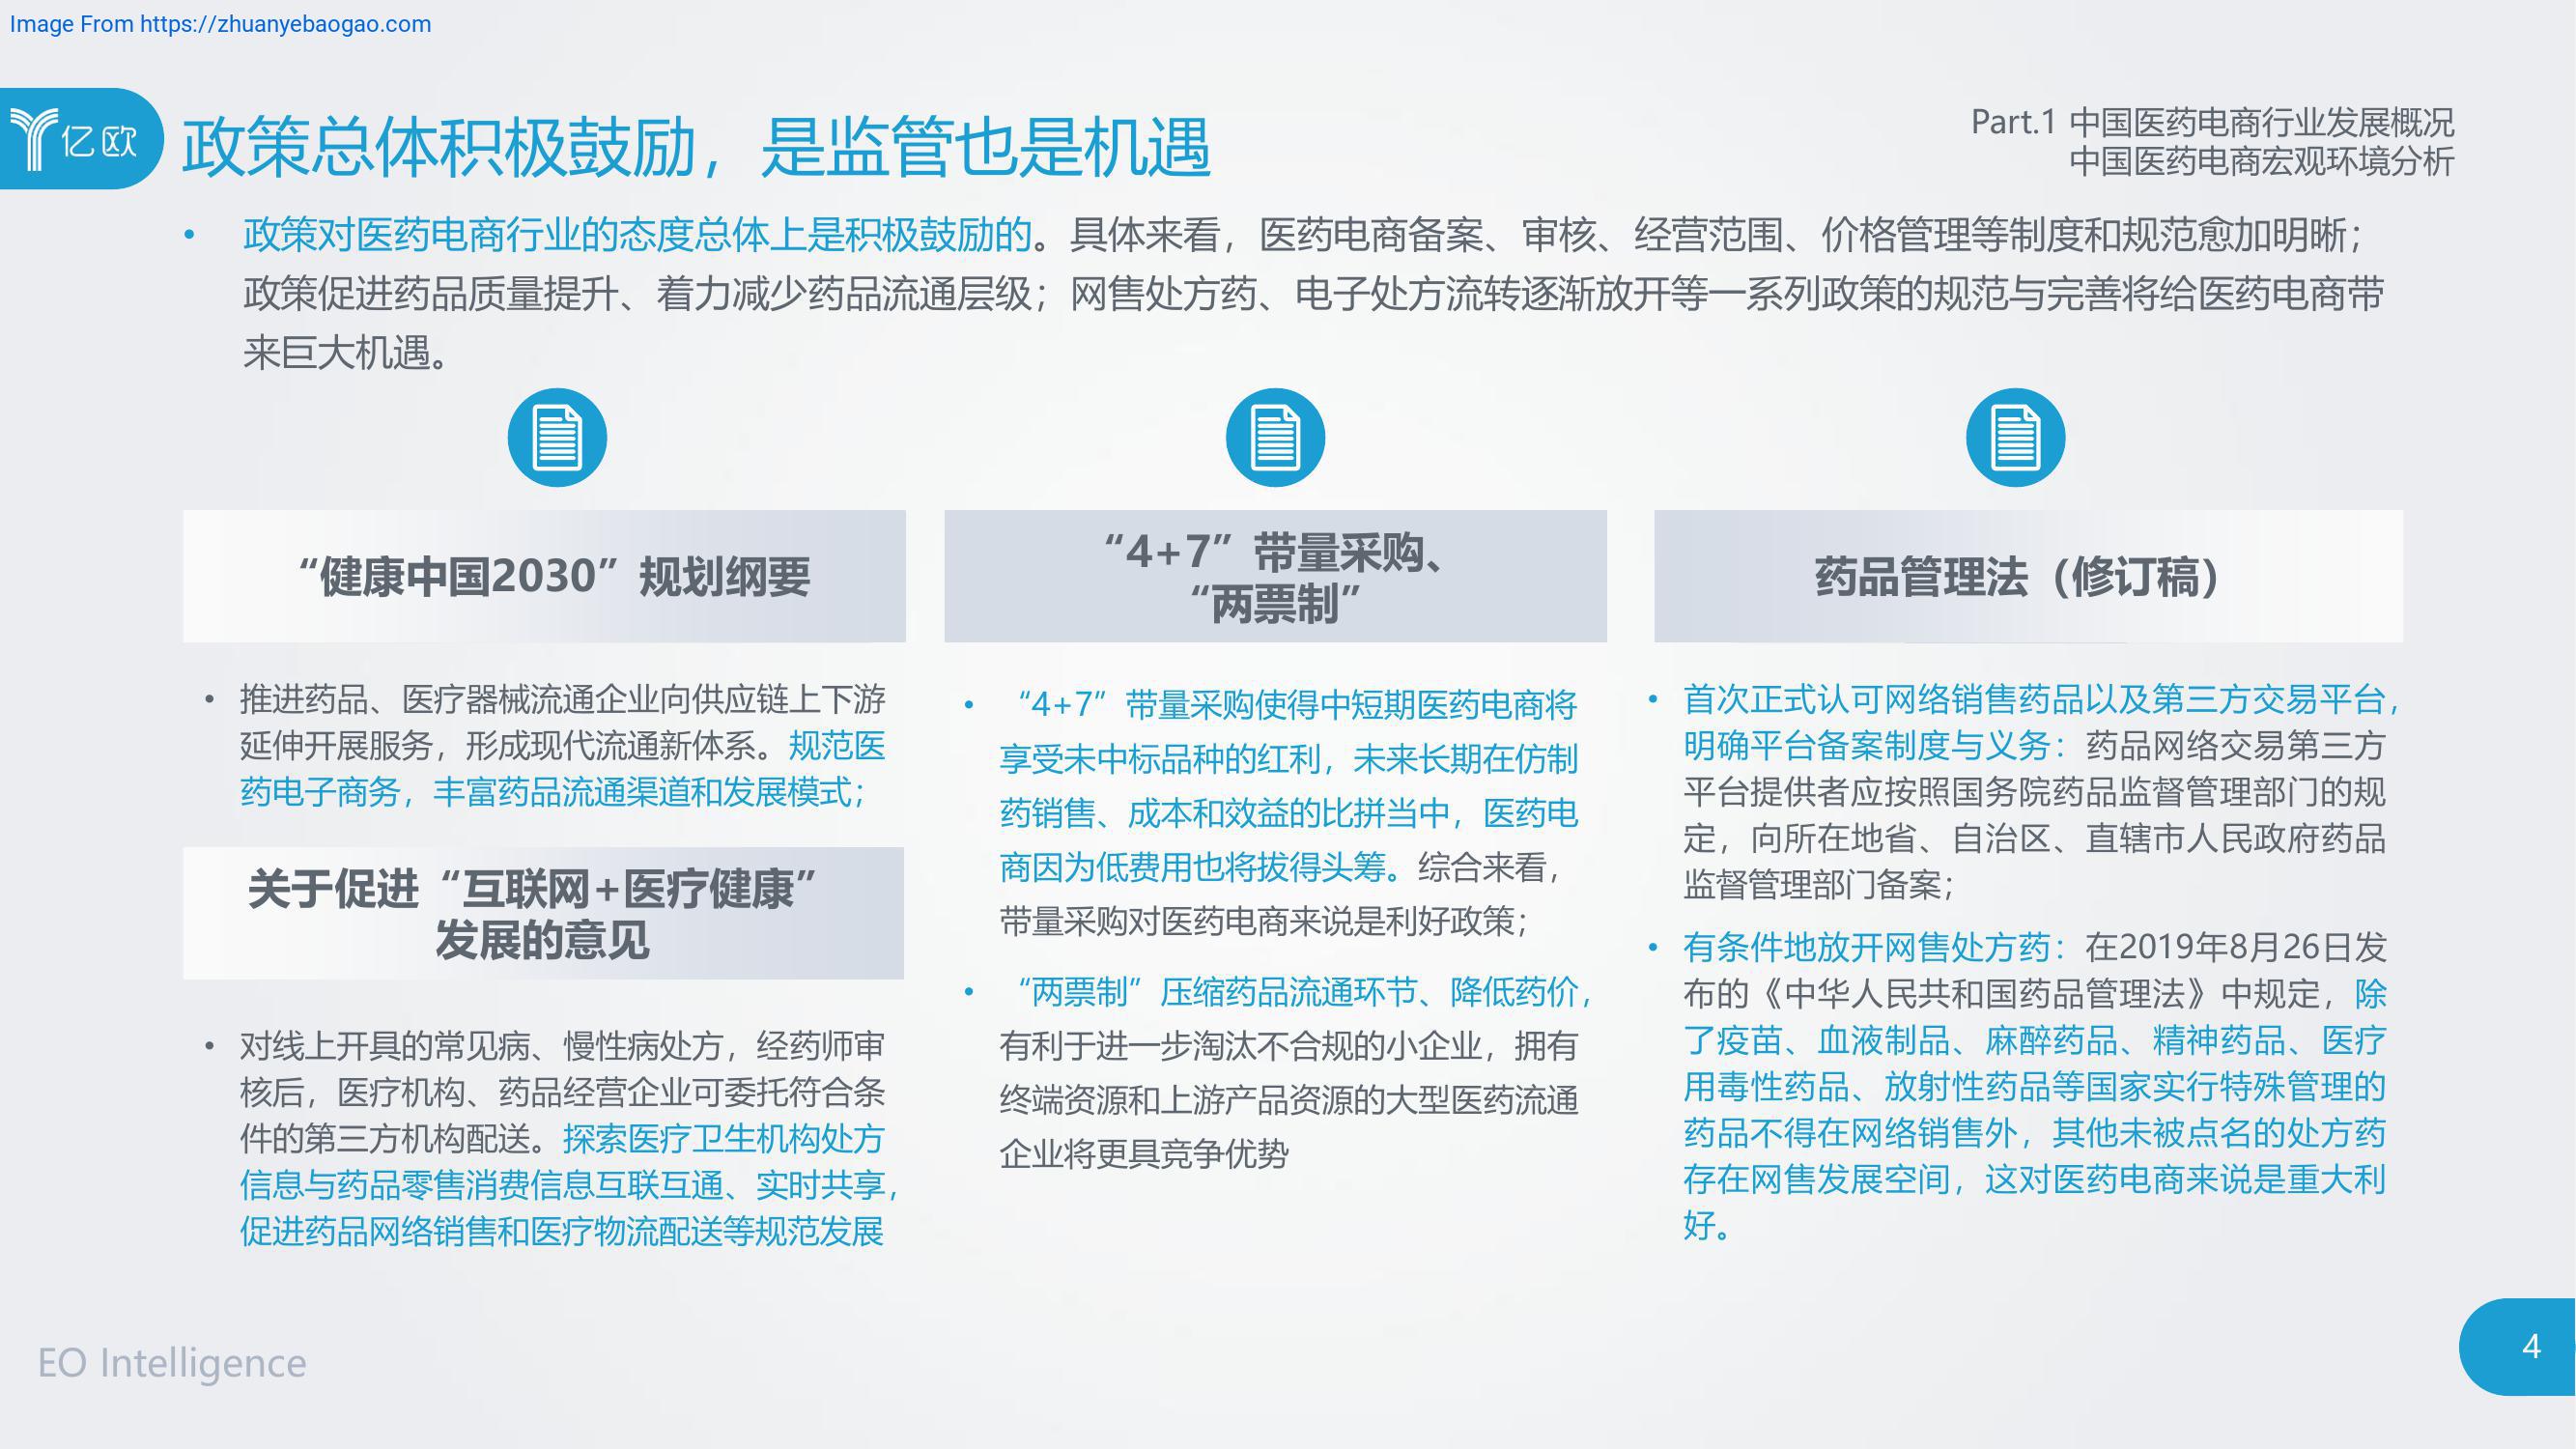 Image From https://zhuanyebaogao.com
亿欧
政策总体积极鼓励，是监管也是机遇
Part.1 中国医药电商行业发展概况
中国医药电商宏观环境分析
• 政策对医药电商行业的态度总体上是积极鼓励的。具体来看，医药电商备案、审核、经营范围、价格管理等制度和规范愈加明晰；
政策促进药品质量提升、着力减少药品流通层级；网售处方药、电子处方流转逐渐放开等一系列政策的规范与完善将给医药电商带
来巨大机遇。
“健康中国2030”规划纲要
• 推进药品、医疗器械流通企业向供应链上下游
延伸开展服务，形成现代流通新体系。规范医
药电子商务，丰富药品流通渠道和发展模式；
关于促进“互联网+医疗健康”
发展的意见
• 对线上开具的常见病、慢性病处方，经药师审
核后，医疗机构、药品经营企业可委托符合条
件的第三方机构配送。探索医疗卫生机构处方
信息与药品零售消费信息互联互通、实时共享，
促进药品网络销售和医疗物流配送等规范发展
“4+7”带量采购、
“两票制”
• “4+7”带量采购使得中短期医药电商将
享受未中标品种的红利，未来长期在仿制
药销售、成本和效益的比拼当中，医药电
商因为低费用也将拔得头筹。综合来看，
带量采购对医药电商来说是利好政策；
• “两票制”压缩药品流通环节、降低药价，
有利于进一步淘汰不合规的小企业，拥有
终端资源和上游产品资源的大型医药流通
企业将更具竞争优势
药品管理法（修订稿）
• 首次正式认可网络销售药品以及第三方交易平台，
明确平台备案制度与义务：药品网络交易第三方
平台提供者应按照国务院药品监督管理部门的规
定，向所在地省、自治区、直辖市人民政府药品
监督管理部门备案；
• 有条件地放开网售处方药：在2019年8月26日发
布的《中华人民共和国药品管理法》中规定，除
了疫苗、血液制品、麻醉药品、精神药品、医疗
用毒性药品、放射性药品等国家实行特殊管理的
药品不得在网络销售外，其他未被点名的处方药
存在网售发展空间，这对医药电商来说是重大利
好。
EO Intelligence
4